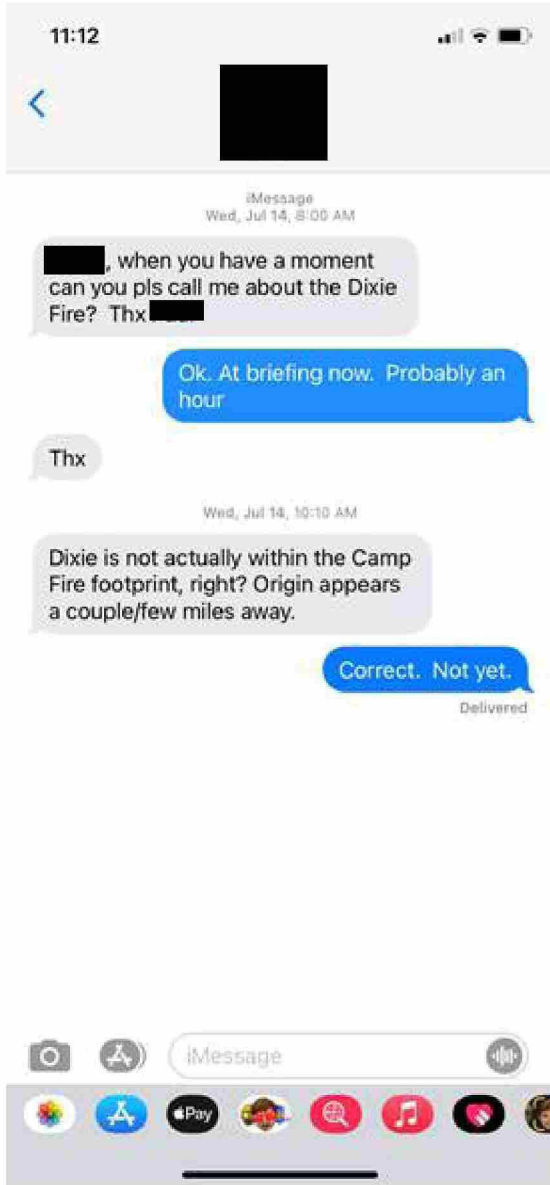 11:12
iMessage
Wed, Jul 14, 8:00 AM
, when you have a moment
can you pls call me about the Dixie
Fire? Thx
Ok. At briefing now. Probably an
hour
Thx
Wed, Jul 14, 10:10 AM
Dixie is not actually within the Camp
Fire footprint, right? Origin appears
a couple/few miles away.
Correct. Not yet.
Delivered
iMessage
Pay